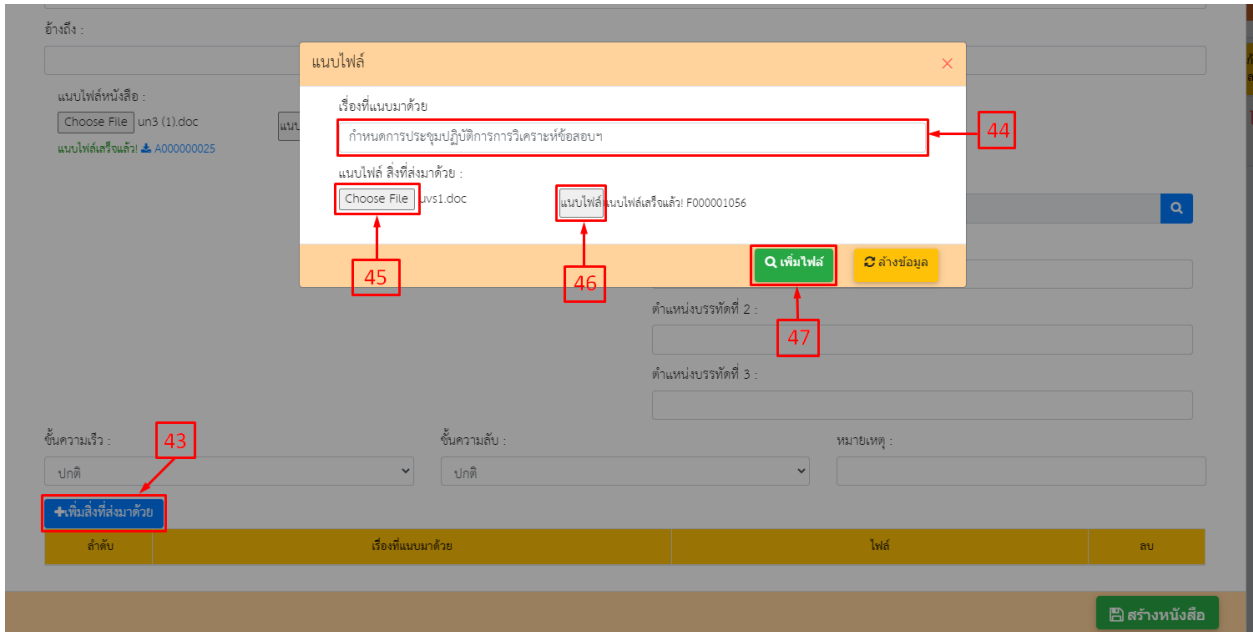 อ้างถึง :
แนบไฟล์
×
แนบไฟล์หนังสือ :
เรื่องที่แนบมาด้วย
Choose File un3 (1).doc
กำหนดการประชุมปฏิบัติการการวิเคราะห์ข้อสอบฯ
44
แนบไฟล์เสร็จแล้ว! A000000025
แนบไฟล์ สิ่งที่ส่งมาด้วย :
Choose File uvs1.doc
แนบไฟล์ แนบไฟล์เสร็จแล้ว! F000001056
45
46
เพิ่มไฟล์
ล้างข้อมูล
ตำแหน่งบรรทัดที่ 2 :
47
ตำแหน่งบรรทัดที่ 3 :
ชั้นความเร็ว :
43
ชั้นความลับ :
หมายเหตุ :
ปกติ
ปกติ
+เพิ่มสิ่งที่ส่งมาด้วย
ลำดับ เรื่องที่แนบมาด้วย ไฟล์ ลบ
สร้างหนังสือ